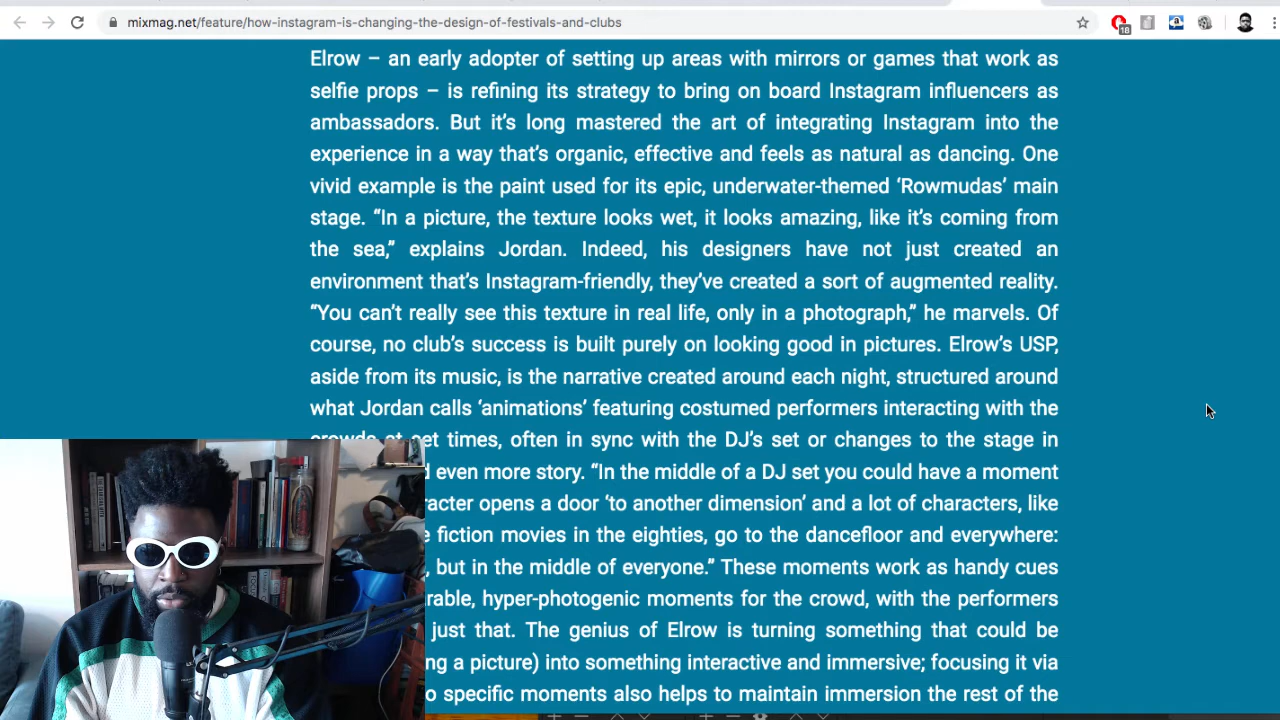 mixmag.net/feature/how-instagram-is-changing-the-design-of-festivals-and-clubs
18
Elrow – an early adopter of setting up areas with mirrors or games that work as
selfie props – is refining its strategy to bring on board Instagram influencers as
ambassadors. But it’s long mastered the art of integrating Instagram into the
experience in a way that’s organic, effective and feels as natural as dancing. One
vivid example is the paint used for its epic, underwater-themed ‘Rowmudas’ main
stage. “In a picture, the texture looks wet, it looks amazing, like it’s coming from
the sea,” explains Jordan. Indeed, his designers have not just created an
environment that’s Instagram-friendly, they’ve created a sort of augmented reality.
“You can’t really see this texture in real life, only in a photograph,” he marvels. Of
course, no club’s success is built purely on looking good in pictures. Elrow’s USP,
aside from its music, is the narrative created around each night, structured around
what Jordan calls ‘animations’ featuring costumed performers interacting with the
crowds at set times, often in sync with the DJ’s set or changes to the stage in
even more story. “In the middle of a DJ set you could have a moment
opens a door ‘to another dimension’ and a lot of characters, like
fiction movies in the eighties, go to the dancefloor and everywhere:
, but in the middle of everyone.” These moments work as handy cues
hyper-photogenic moments for the crowd, with the performers
just that. The genius of Elrow is turning something that could be
a picture) into something interactive and immersive; focusing it via
specific moments also helps to maintain immersion the rest of the